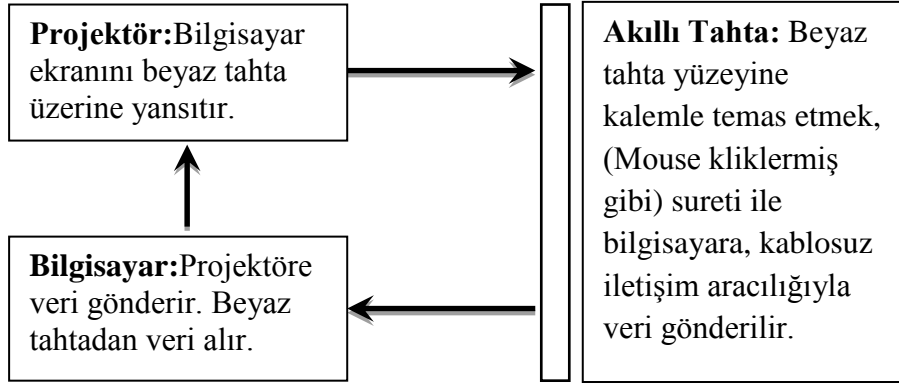 Projektör:Bilgisayar
ekranını beyaz tahta
üzerine yansıtır.
Bilgisayar:Projektöre
veri gönderir. Beyaz
tahtadan veri alır.
Akıllı Tahta: Beyaz
tahta yüzeyine
kalemle temas etmek,
(Mouse kliklermiş
gibi) sureti ile
bilgisayara, kablosuz
iletişim aracılığıyla
veri gönderilir.